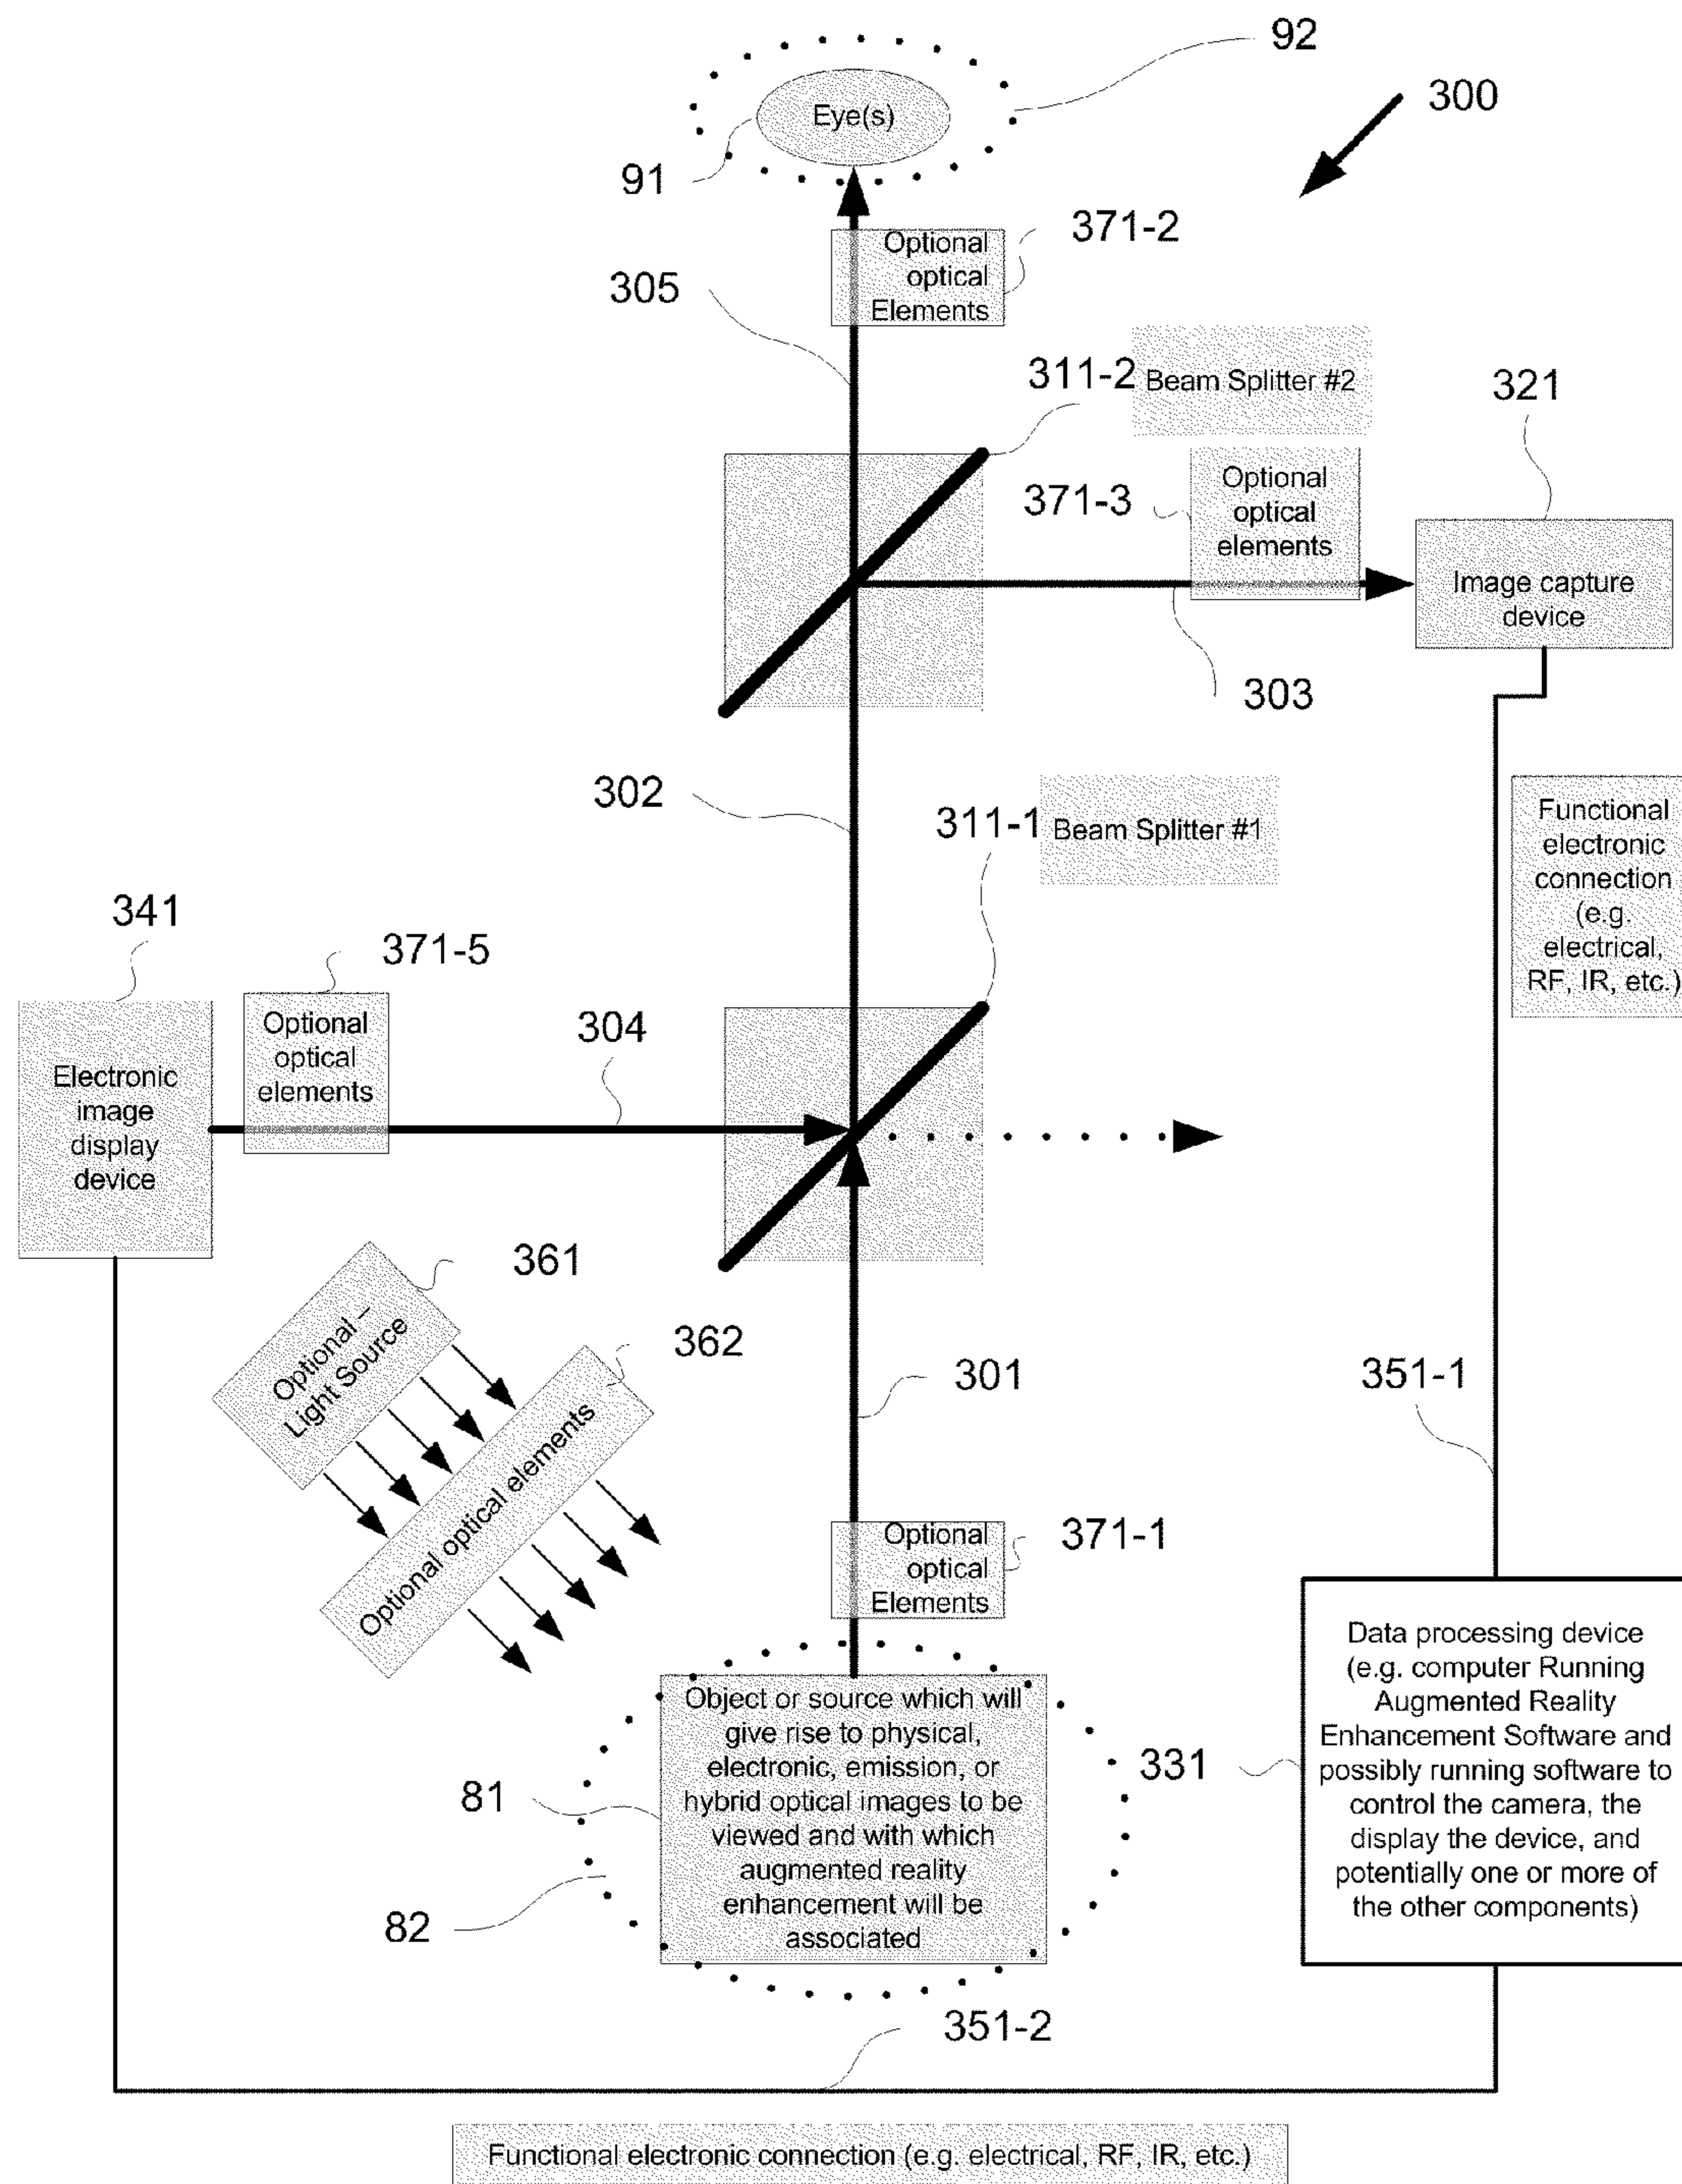 92
Eye(s)
300
91
371-2
Optional
optical
Elements
305
311-2
Beam Splitter #2
321
371-3
Optional
optical
elements
Image capture
device
303
302
311-1
Beam Splitter #1
Functional
electronic
connection
(e.g.
electrical,
RF, IR, etc.)
341
371-5
Optional
optical
elements
304
Electronic
image
display
device
361
Optional –
Light Source
362
Optional optical elements
301
351-1
371-1
Optional
optical
Elements
Object or source which will
give rise to physical,
electronic, emission, or
hybrid optical images to be
viewed and with which
augmented reality
enhancement will be
associated
81
82
331
Data processing device
(e.g. computer Running
Augmented Reality
Enhancement Software and
possibly running software to
control the camera, the
display the device, and
potentially one or more of
the other components)
351-2
Functional electronic connection (e.g. electrical, RF, IR, etc.)